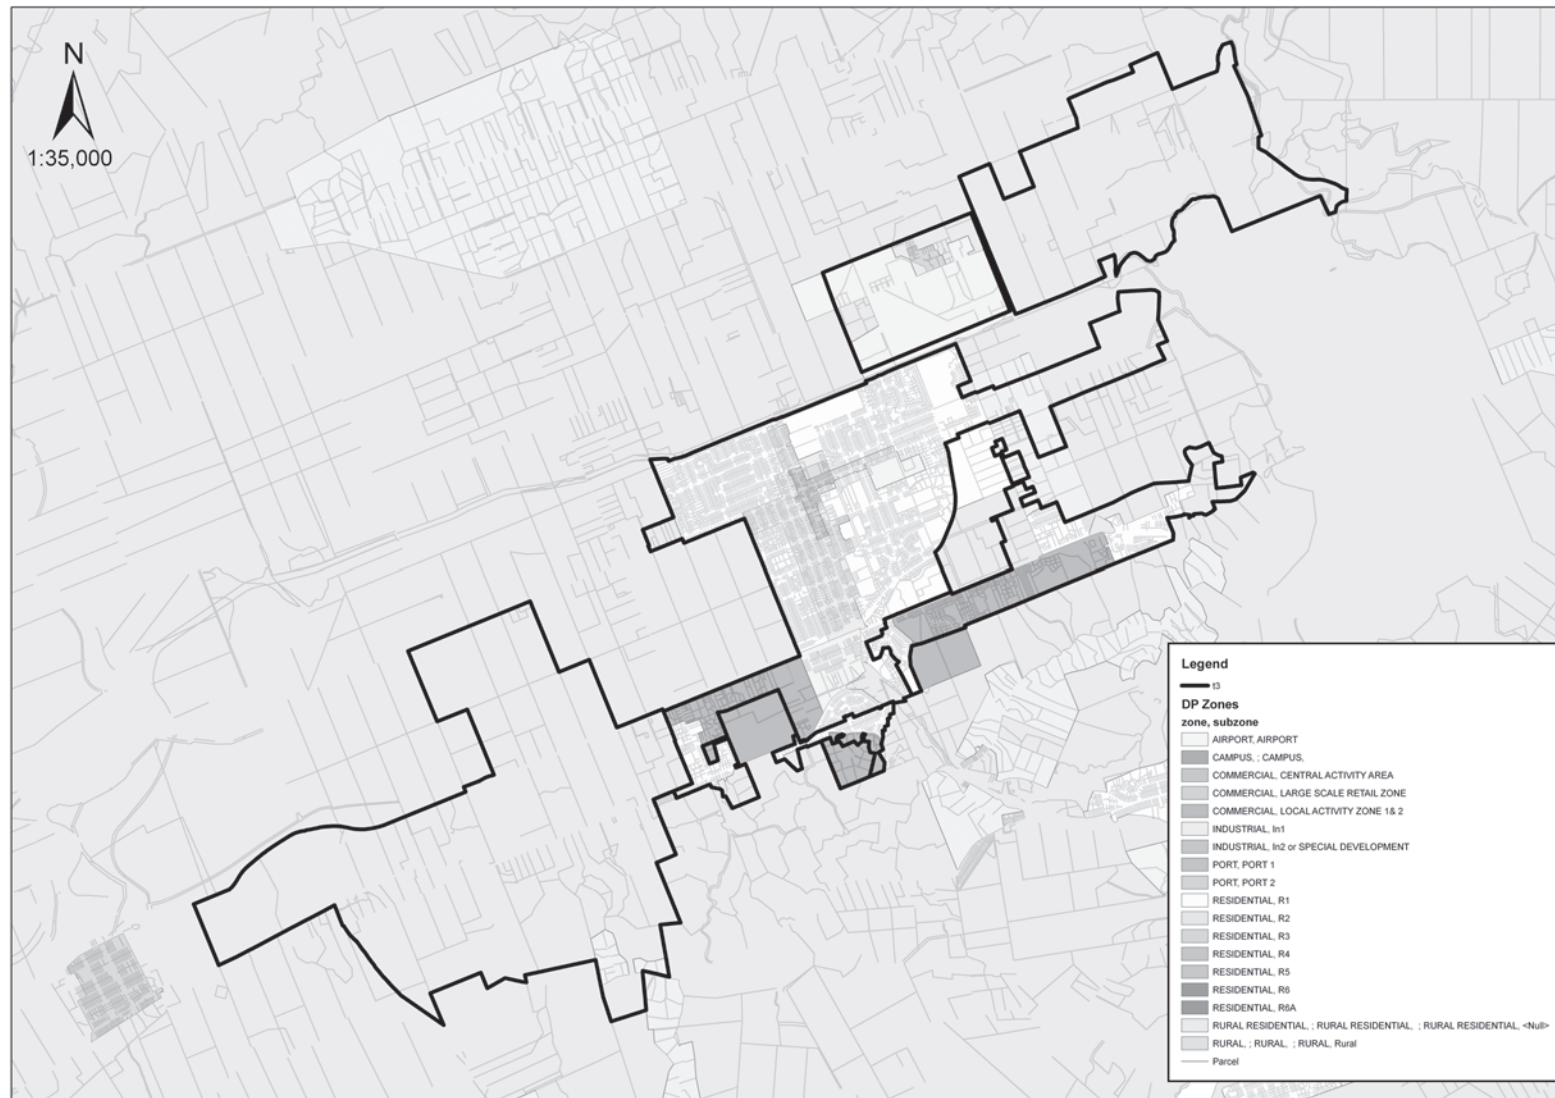 N
1:35,000
Legend
t3
DP Zones
zone, subzone
AIRPORT, AIRPORT
CAMPUS, ; CAMPUS,
COMMERCIAL, CENTRAL ACTIVITY AREA
COMMERCIAL, LARGE SCALE RETAIL ZONE
COMMERCIAL, LOCAL ACTIVITY ZONE 1& 2
INDUSTRIAL, In1
INDUSTRIAL, In2 or SPECIAL DEVELOPMENT
PORT, PORT 1
PORT, PORT 2
RESIDENTIAL, R1
RESIDENTIAL, R2
RESIDENTIAL, R3
RESIDENTIAL, R4
RESIDENTIAL, R5
RESIDENTIAL, R6
RESIDENTIAL, R6A
RURAL RESIDENTIAL, ; RURAL RESIDENTIAL, ; RURAL RESIDENTIAL, <Null>
RURAL, ; RURAL, ; RURAL, Rural
Parcel